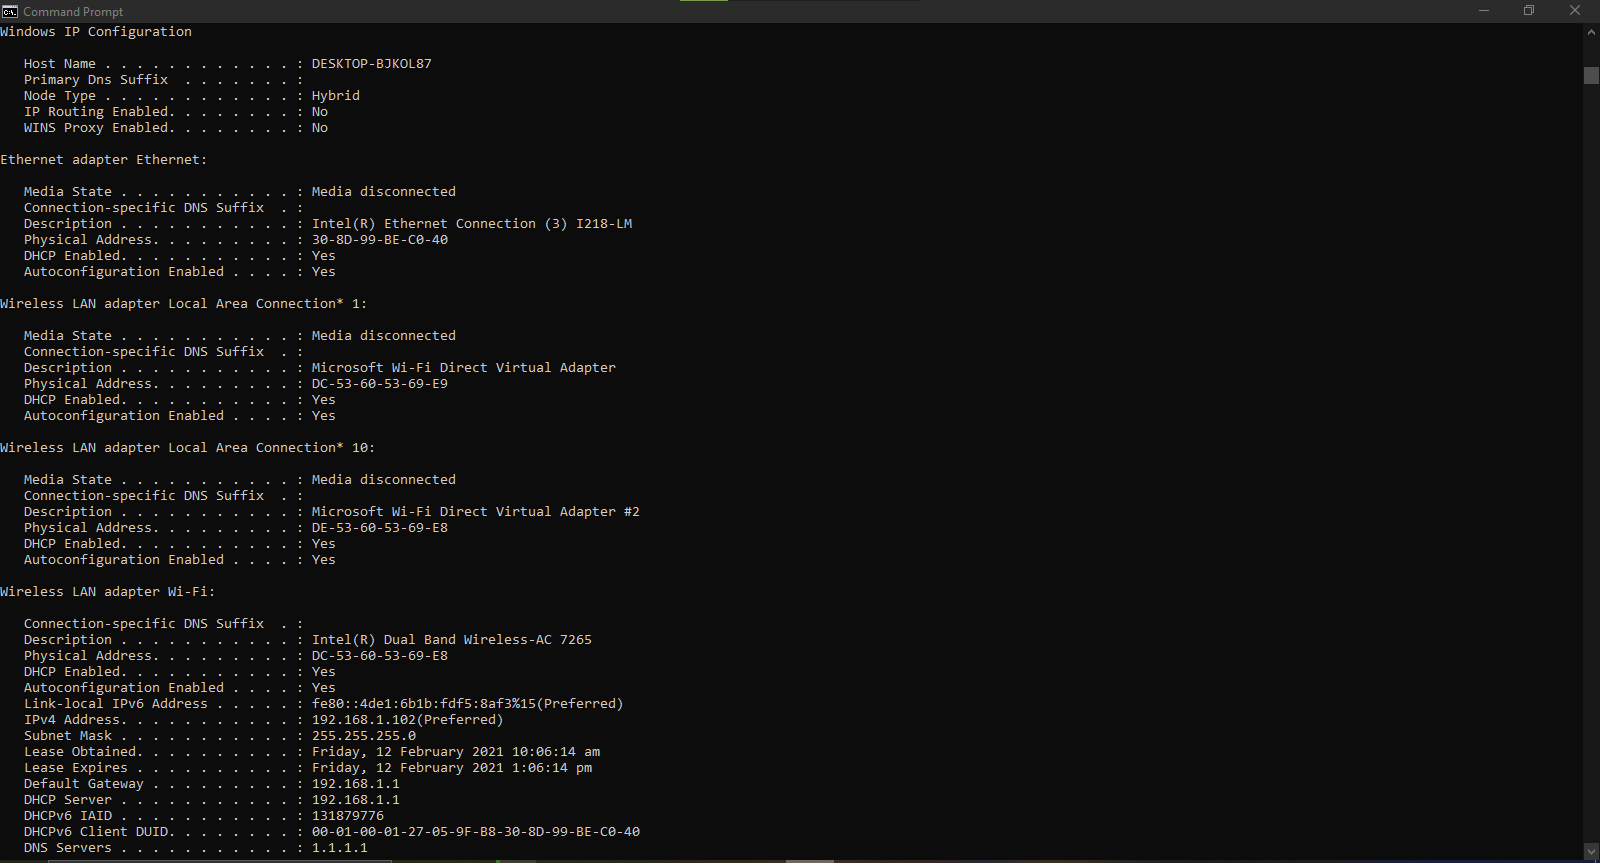 Command Prompt
Windows IP Configuration
Host Name . . . . . . . . . . . . : DESKTOP-BJKOL87
Primary Dns Suffix  . . . . . . . :
Node Type . . . . . . . . . . . . : Hybrid
IP Routing Enabled. . . . . . . . : No
WINS Proxy Enabled. . . . . . . . : No
Ethernet adapter Ethernet:
Media State . . . . . . . . . . . : Media disconnected
Connection-specific DNS Suffix  . :
Description . . . . . . . . . . . : Intel(R) Ethernet Connection (3) I218-LM
Physical Address. . . . . . . . . : 30-8D-99-BE-C0-40
DHCP Enabled. . . . . . . . . . . : Yes
Autoconfiguration Enabled . . . . : Yes
Wireless LAN adapter Local Area Connection* 1:
Media State . . . . . . . . . . . : Media disconnected
Connection-specific DNS Suffix  . :
Description . . . . . . . . . . . : Microsoft Wi-Fi Direct Virtual Adapter
Physical Address. . . . . . . . . : DC-53-60-53-69-E9
DHCP Enabled. . . . . . . . . . . : Yes
Autoconfiguration Enabled . . . . : Yes
Wireless LAN adapter Local Area Connection* 10:
Media State . . . . . . . . . . . : Media disconnected
Connection-specific DNS Suffix  . :
Description . . . . . . . . . . . : Microsoft Wi-Fi Direct Virtual Adapter #2
Physical Address. . . . . . . . . : DE-53-60-53-69-E8
DHCP Enabled. . . . . . . . . . . : Yes
Autoconfiguration Enabled . . . . : Yes
Wireless LAN adapter Wi-Fi:
Connection-specific DNS Suffix  . :
Description . . . . . . . . . . . : Intel(R) Dual Band Wireless-AC 7265
Physical Address. . . . . . . . . : DC-53-60-53-69-E8
DHCP Enabled. . . . . . . . . . . : Yes
Autoconfiguration Enabled . . . . : Yes
Link-local IPv6 Address . . . . . : fe80::4de1:6b1b:fdf5:8af3%15(Preferred)
IPv4 Address. . . . . . . . . . . : 192.168.1.102(Preferred)
Subnet Mask . . . . . . . . . . . : 255.255.255.0
Lease Obtained. . . . . . . . . . : Friday, 12 February 2021 10:06:14 am
Lease Expires . . . . . . . . . . : Friday, 12 February 2021 1:06:14 pm
Default Gateway . . . . . . . . . : 192.168.1.1
DHCP Server . . . . . . . . . . . : 192.168.1.1
DHCPv6 IAID . . . . . . . . . . . : 131879776
DHCPv6 Client DUID. . . . . . . . : 00-01-00-01-27-05-9F-B8-30-8D-99-BE-C0-40
DNS Servers . . . . . . . . . . . : 1.1.1.1